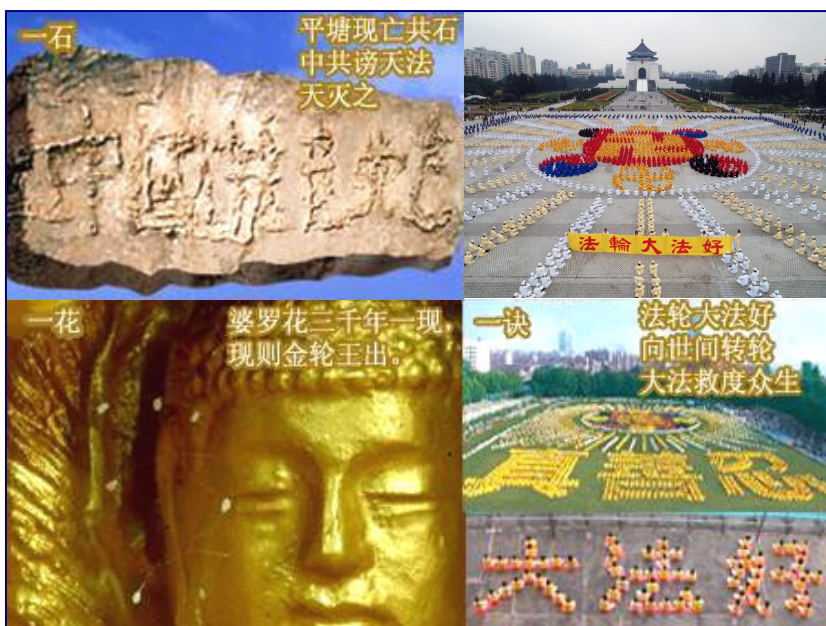 一石
平塘现亡共石
中共谤天法
天灭之
法輪大法好
一花
婆罗花三千年一现，
现则金轮王出。
一诀
法轮大法好
向世间转轮
大法救度众生
真善忍
大法好